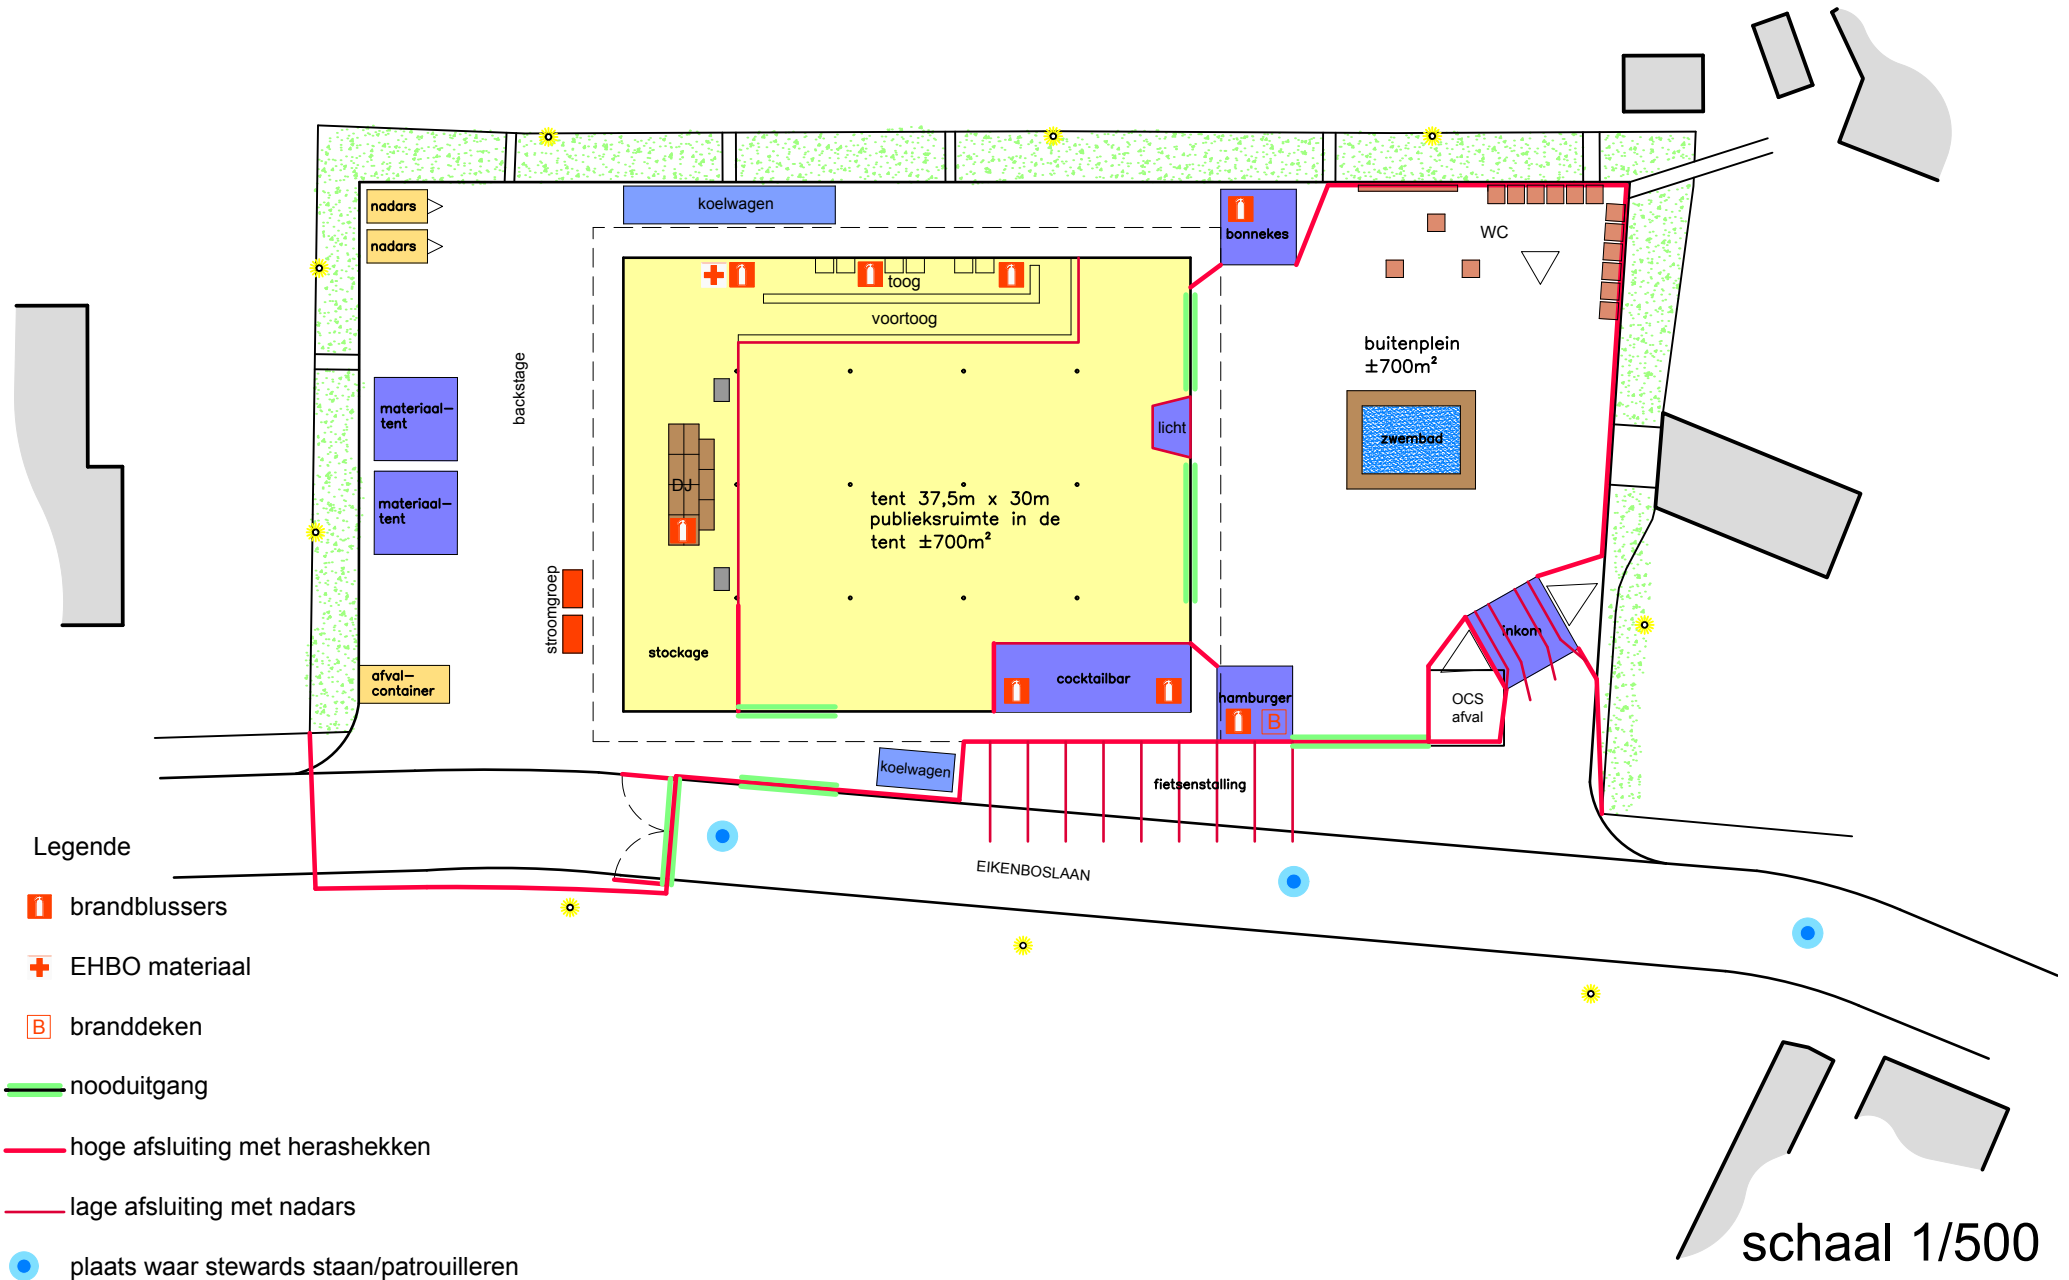 nadars
koelwagen
bonnekes
WC
nadars
toog
voortoog
buitenplein
±700m²
backstage
materiaal-
tent
licht
zwembad
DJ
materiaal-
tent
tent 37,5m x 30m
publieksruimte in de
tent ±700m²
stroomgroep
stockage
inkom
afval-
container
cocktailbar
hamburger
B
OCS
afval
koelwagen
fietsenstalling
EIKENBOSLAAN
Legende
brandblussers
EHBO materiaal
B branddeken
nooduitgang
hoge afsluiting met herashekken
lage afsluiting met nadars
plaats waar stewards staan/patrouilleren
schaal 1/500